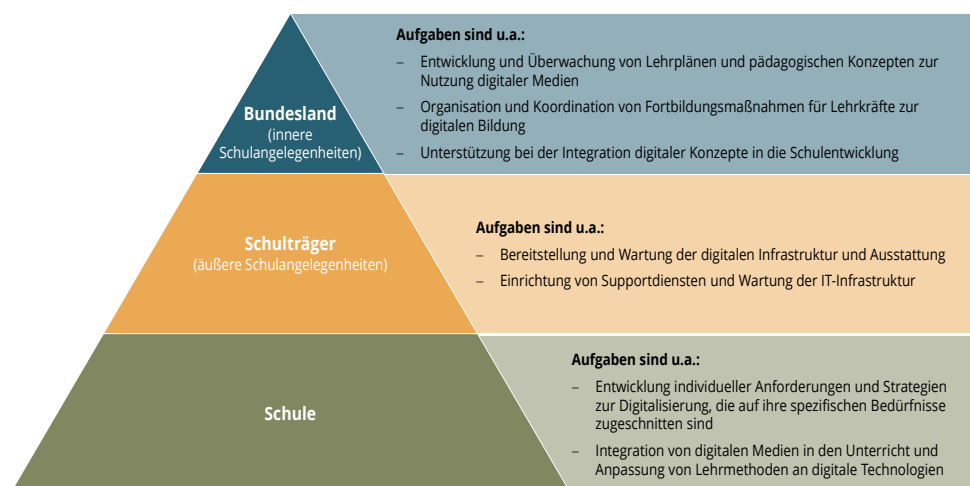 Bundesland
(innere
Schulangelegenheiten)
Aufgaben sind u.a.:
– Entwicklung und Überwachung von Lehrplänen und pädagogischen Konzepten zur
Nutzung digitaler Medien
– Organisation und Koordination von Fortbildungsmaßnahmen für Lehrkräfte zur
digitalen Bildung
– Unterstützung bei der Integration digitaler Konzepte in die Schulentwicklung
Schulträger
(äußere Schulangelegenheiten)
Aufgaben sind u.a.:
– Bereitstellung und Wartung der digitalen Infrastruktur und Ausstattung
– Einrichtung von Supportdiensten und Wartung der IT-Infrastruktur
Schule
Aufgaben sind u.a.:
– Entwicklung individueller Anforderungen und Strategien
zur Digitalisierung, die auf ihre spezifischen Bedürfnisse
zugeschnitten sind
– Integration von digitalen Medien in den Unterricht und
Anpassung von Lehrmethoden an digitale Technologien